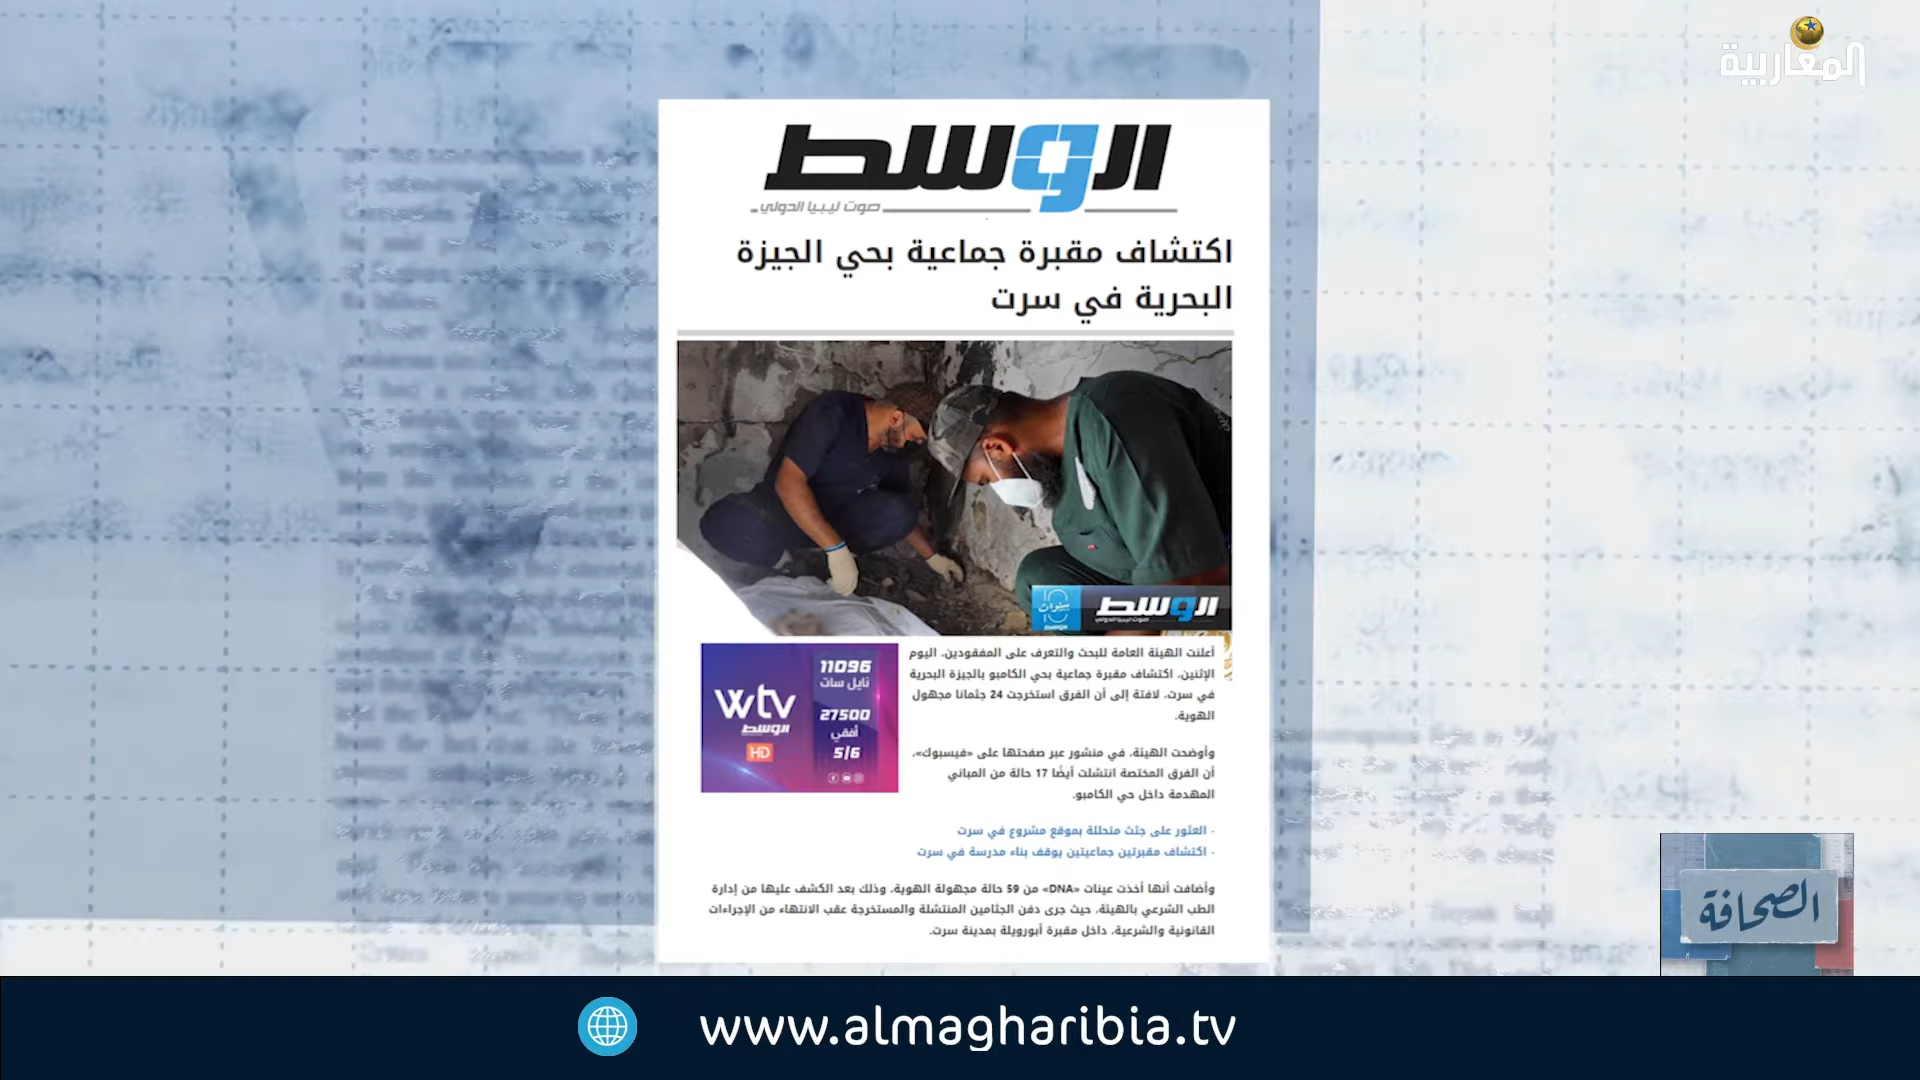 المغاربية
الوسط
صوت ليبيا الدولي
اكتشاف مقبرة جماعية بحي الجيزة
البحرية في سرت
10
سنوات
الوسط
الوسط
صوت ليبيا الدولي
أعلنت الهيئة العامة للبحث والتعرف على المفقودين، اليوم
الإثنين، اكتشاف مقبرة جماعية بحي الكامبو بالجيزة البحرية
في سرت، لافتة إلى أن الفرق استخرجت 24 جثمانا مجهول
الهوية.
وأوضحت الهيئة، في منشور عبر صفحتها على «فيسبوك»،
أن الفرق المختصة انتشلت أيضًا 17 حالة من المباني
المهدمة داخل حي الكامبو.
- العثور على جثث متحللة بموقع مشروع في سرت
- اكتشاف مقبرتين جماعيتين يوقف بناء مدرسة في سرت
وأضافت أنها أخذت عينات «DNA» من 59 حالة مجهولة الهوية، وذلك بعد الكشف عليها من إدارة
الطب الشرعي بالهيئة، حيث جرى دفن الجثامين المنتشلة والمستخرجة عقب الانتهاء من الإجراءات
القانونية والشرعية، داخل مقبرة أبورويلة بمدينة سرت.
wtv
الوسط
HD
11096
نايل سات
27500
أفقي
5/6
الصحافة
www.almagharibia.tv